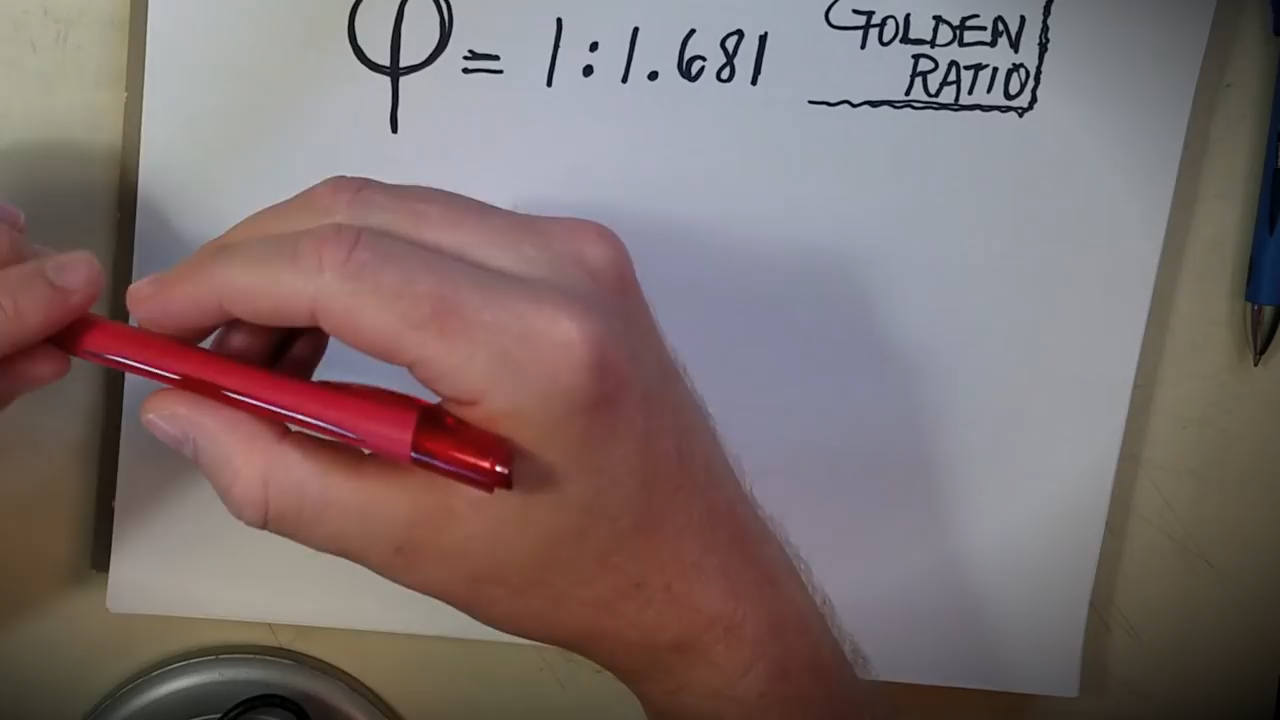 φ = 1:1.681
GOLDEN
RATIO